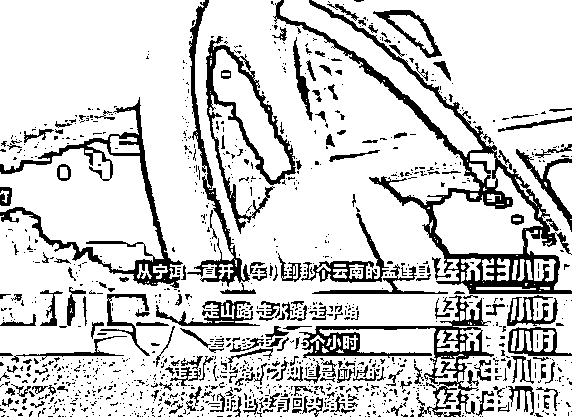 从宁洱一直开(车)到那个云南的孟连县 经济半小时
走山路 走水路 走平路 经济半小时
差不多走了15个小时 经济半小时
走到(半路)才知道是偷渡的 经济半小时
当时也没有回头路走 经济半小时